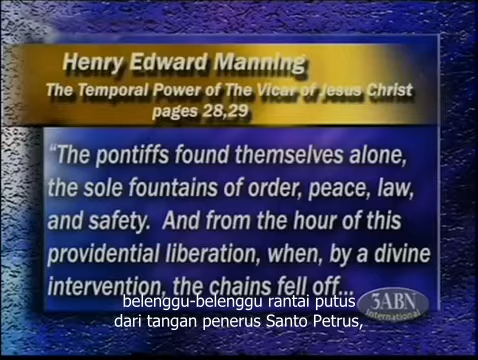 Henry Edward Manning
The Temporal Power of The Vicar of Jesus Christ
pages 28,29
"The pontiffs found themselves alone,
the sole fountains of order, peace, law,
and safety. And from the hour of this
providential liberation, when, by a divine
intervention, the chains fell off...
belenggu-belenggu rantai putus
dari tangan penerus Santo Petrus,
3ABN
International